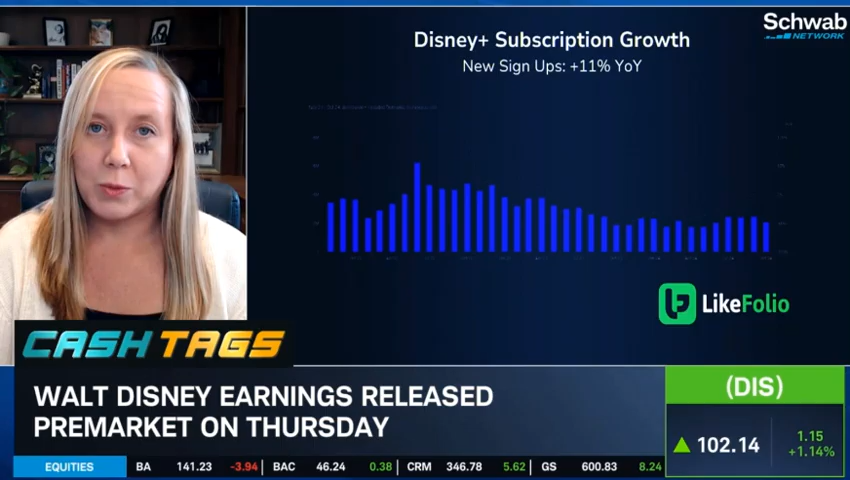 Schwab
NETWORK
Disney+ Subscription Growth
New Sign Ups: +11% YoY
LikeFolio
CASH TAGS
WALT DISNEY EARNINGS RELEASED
PREMARKET ON THURSDAY
(DIS)
102.14
1.15
+1.14%
EQUITIES BA 141.23 -3.94 BAC 46.24 0.38 CRM 346.78 5.62 GS 600.83 8.24